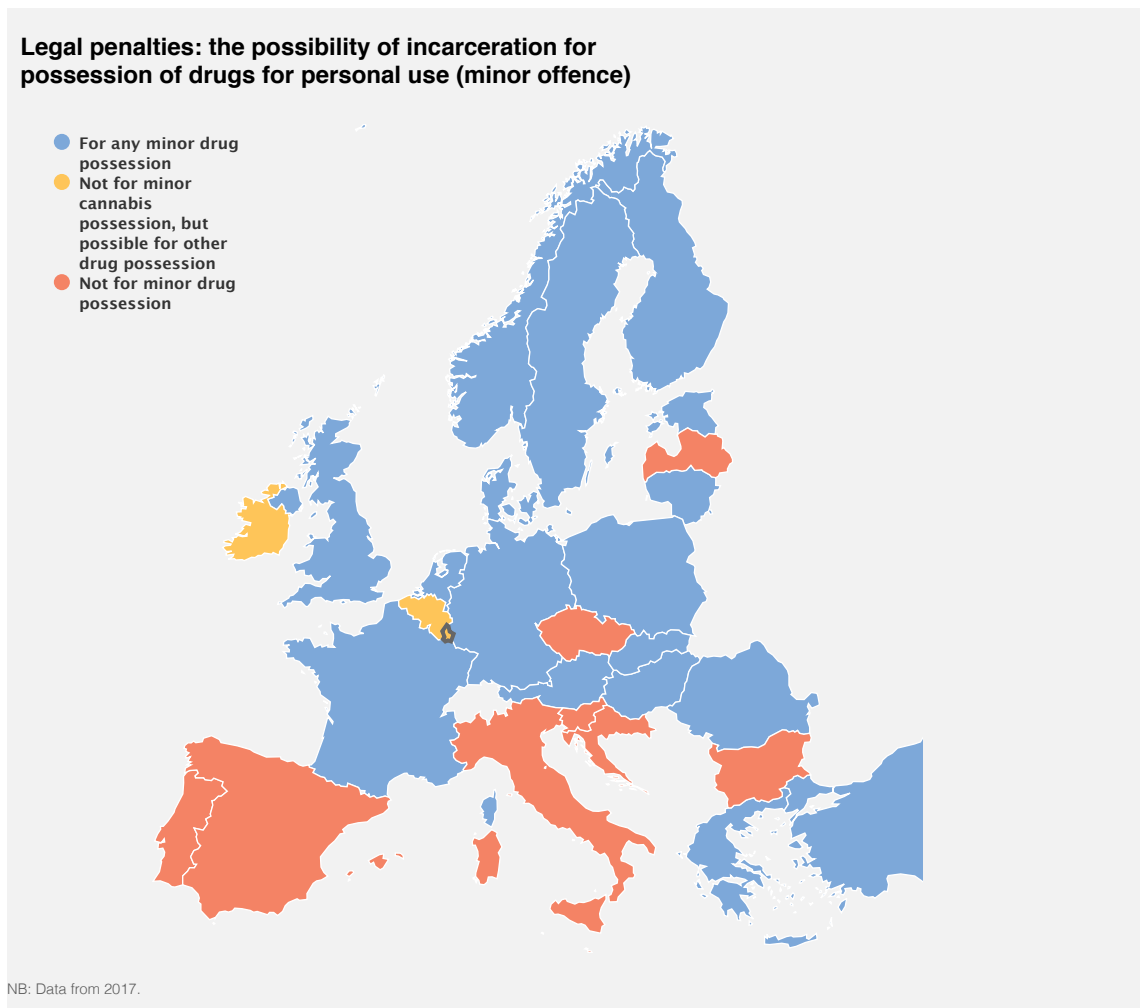 Legal penalties: the possibility of incarceration for
possession of drugs for personal use (minor offence)
For any minor drug
possession
Not for minor
cannabis
possession, but
possible for other
drug possession
Not for minor drug
possession
NB: Data from 2017.